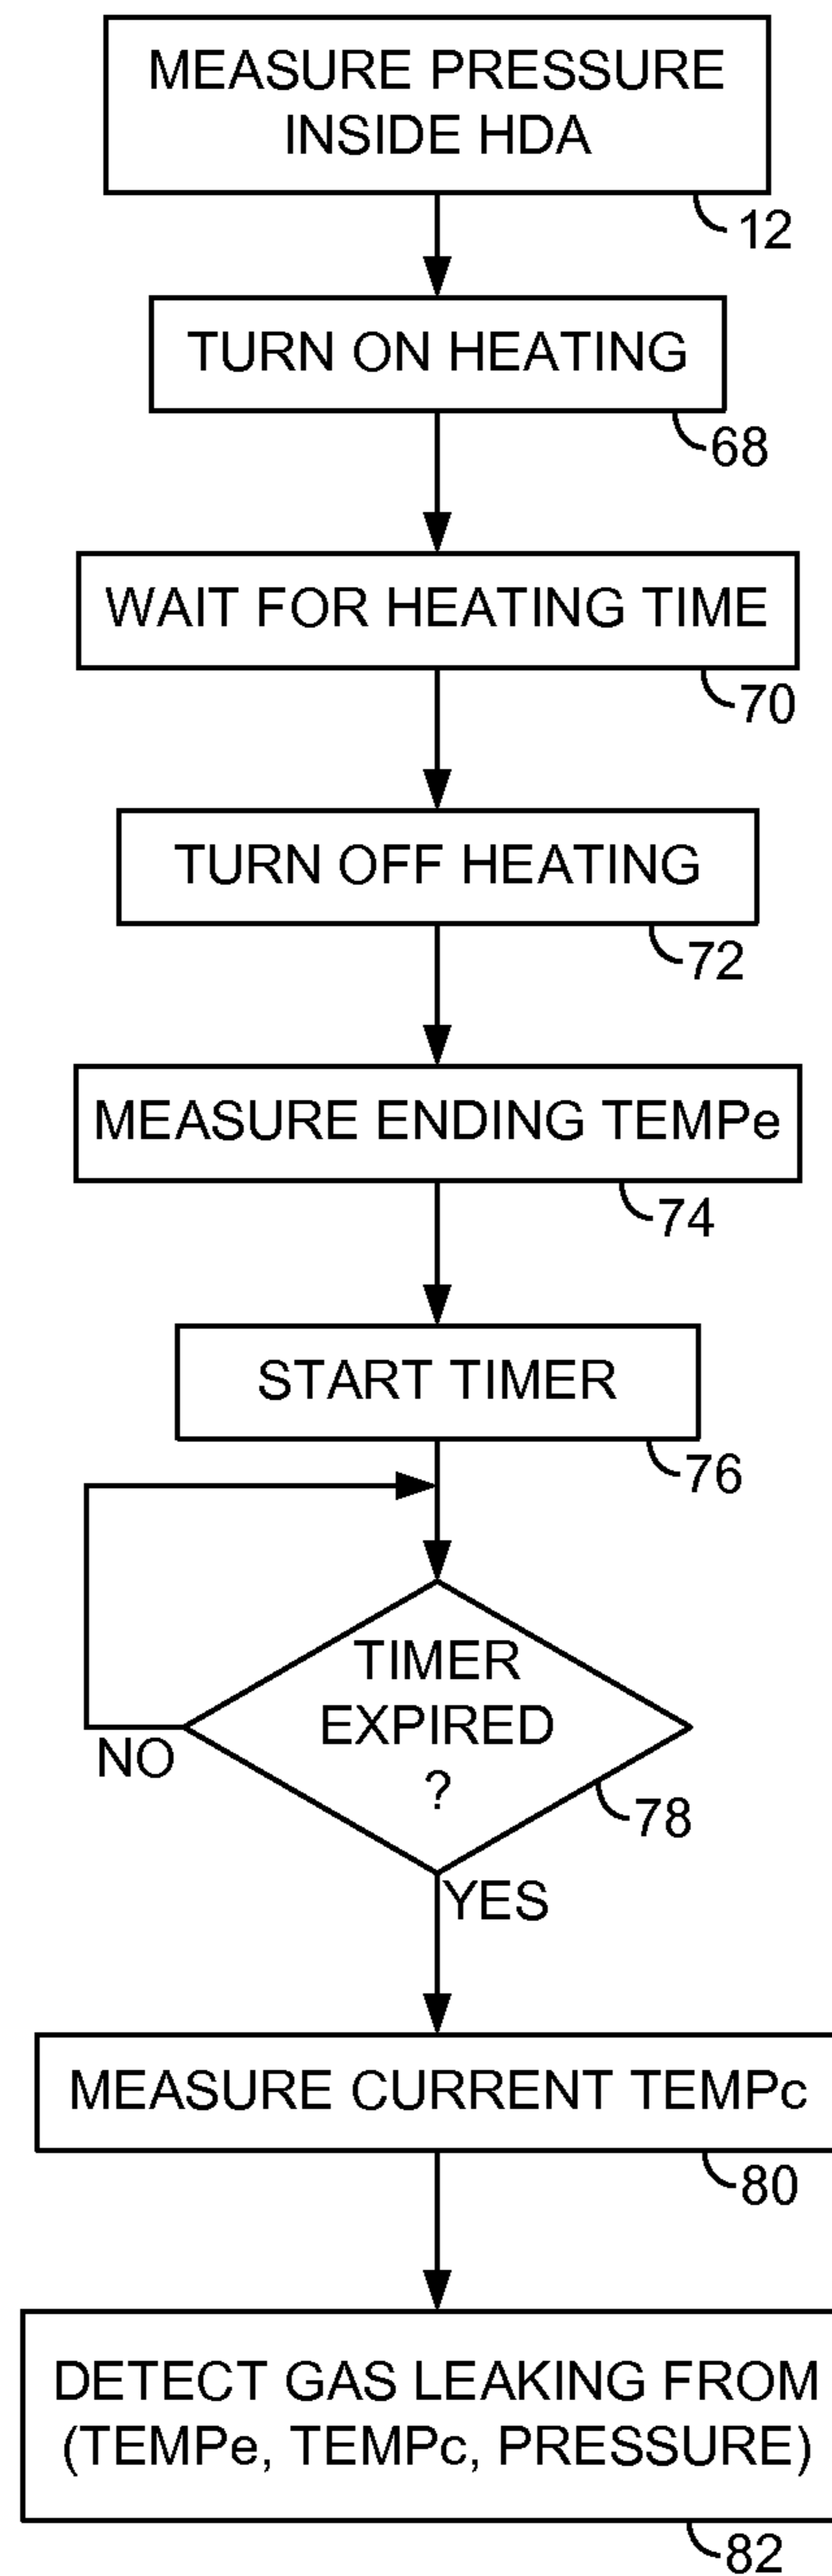 MEASURE PRESSURE
INSIDE HDA
12
TURN ON HEATING
68
WAIT FOR HEATING TIME
70
TURN OFF HEATING
72
MEASURE ENDING TEMPe
74
START TIMER
76
TIMER
EXPIRED
?
NO
78
YES
MEASURE CURRENT TEMPc
80
DETECT GAS LEAKING FROM
(TEMPe, TEMPc, PRESSURE)
82